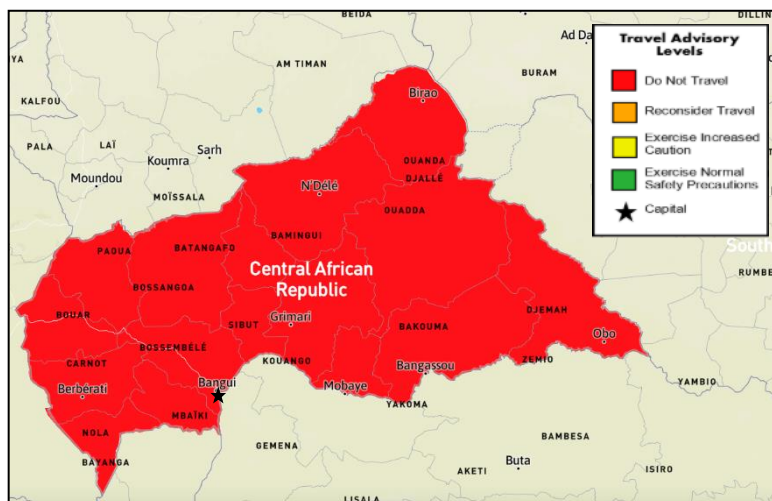 BEIDA
DILLIN
YA
Ad Da
AM TIMAN
BURAM
KALFOU
Birao
PALA
LAÏ
Sarh
Koumra
Moundou
MOÏSSALA
OUANDA
DJALLÉ
N'Délé
OUADDA
PAOUA
BATANGAFO
BAMINGUI
South
RUMBE
Central African
Republic
BOSSANGOA
BOUAR
SIBUT
Grimari
BAKOUMA
DJEMAH
BOSSEMBÉLÉ
Obo
CARNOT
KOUANGO
Bangassou
ZEMIO
Berbérati
Bangui
Mobaye
YAKOMA
YAMBIO
MBAÏKI
NOLA
BAYANGA
GEMENA
BAMBESA
AKETI
Buta
ISIRO
LISALA
Travel Advisory
Levels
Do Not Travel
Reconsider Travel
Exercise Increased
Caution
Exercise Normal
Safety Precautions
Capital